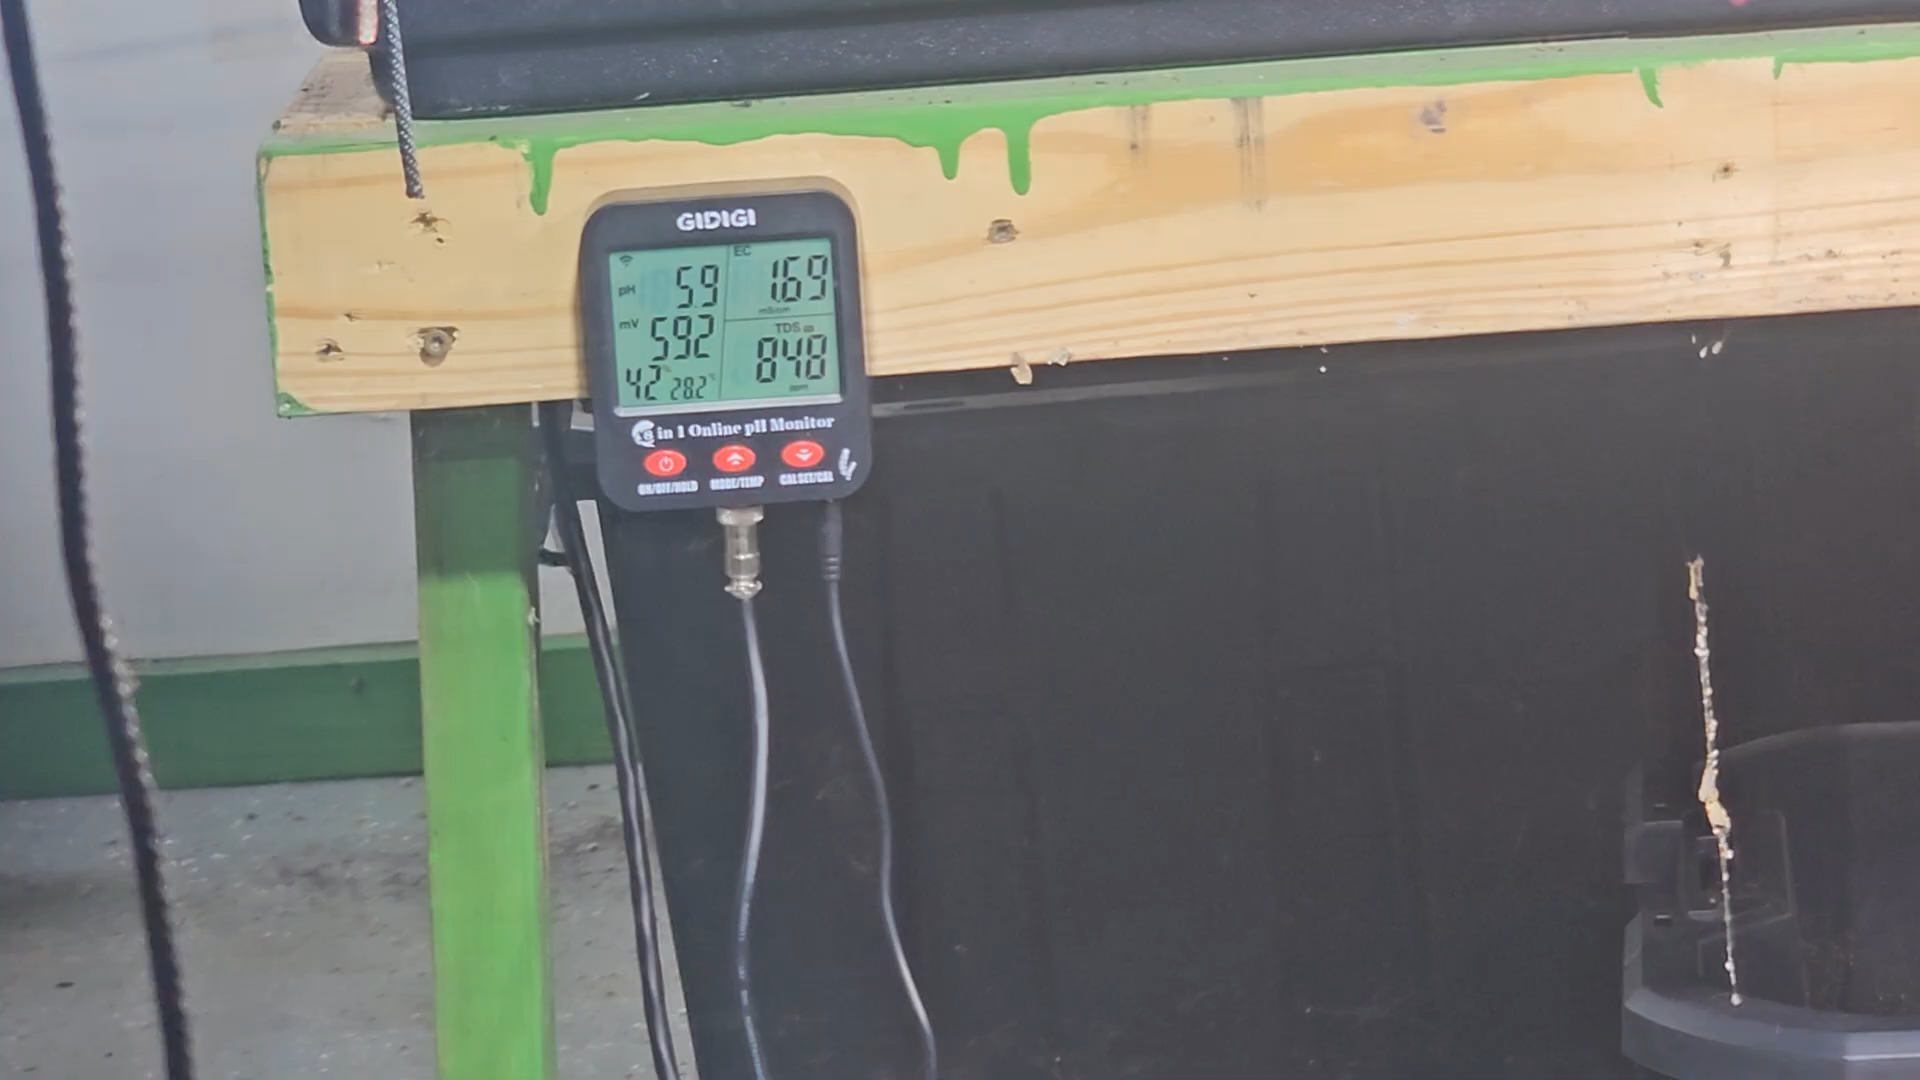 GIDIGI
pH 5.9
EC 1.69
mS/cm
mV 592
TDS
848
ppm
42% 28.2°C
x8 in 1 Online pH Monitor
ON/OFF/HOLD MODE/TEMP CAL SET/CAL